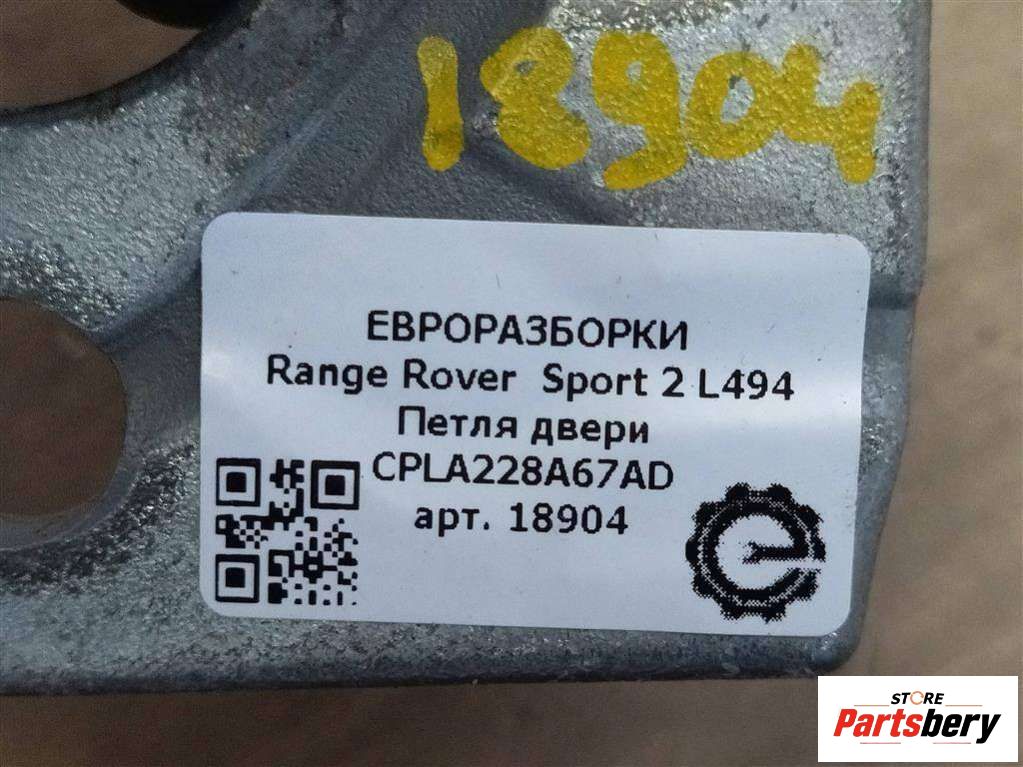 18904
ЕВРОРАЗБОРКИ
Range Rover Sport 2 L494
Петля двери
CPLA228A67AD
арт. 18904
STORE
Partsbery